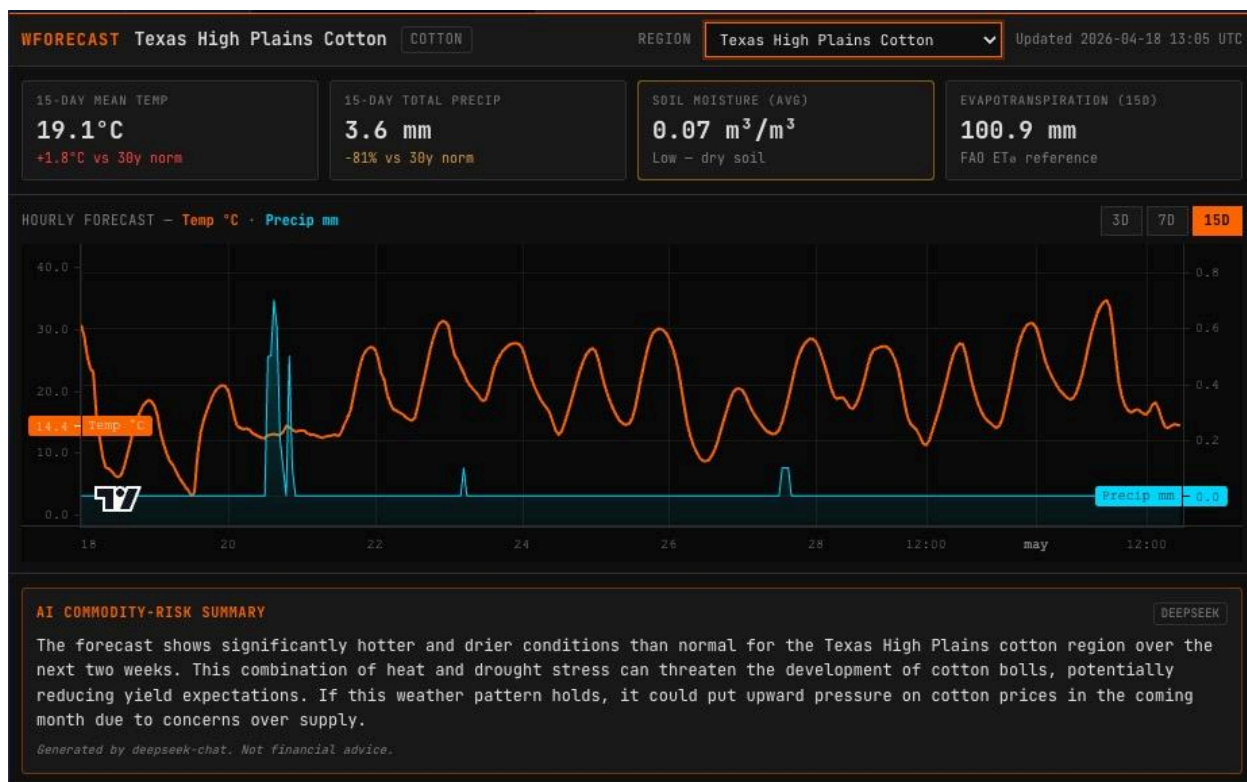 WFORECAST Texas High Plains Cotton COTTON REGION Texas High Plains Cotton Updated 2026-04-18 13:05 UTC
15-DAY MEAN TEMP
19.1°C
+1.8°C vs 30y norm
15-DAY TOTAL PRECIP
3.6 mm
-81% vs 30y norm
SOIL MOISTURE (AVG)
0.07 m³/m³
Low — dry soil
EVAPOTRANSPIRATION (15D)
100.9 mm
FAO ET₀ reference
HOURLY FORECAST — Temp °C · Precip mm 3D 7D 15D
40.0
30.0
20.0
14.4 Temp °C
10.0
0.0
0.8
0.6
0.4
0.2
Precip mm 0.0
18 20 22 24 26 28 12:00 may 12:00
AI COMMODITY-RISK SUMMARY DEEPSEEK
The forecast shows significantly hotter and drier conditions than normal for the Texas High Plains cotton region over the
next two weeks. This combination of heat and drought stress can threaten the development of cotton bolls, potentially
reducing yield expectations. If this weather pattern holds, it could put upward pressure on cotton prices in the coming
month due to concerns over supply.
Generated by deepseek-chat. Not financial advice.